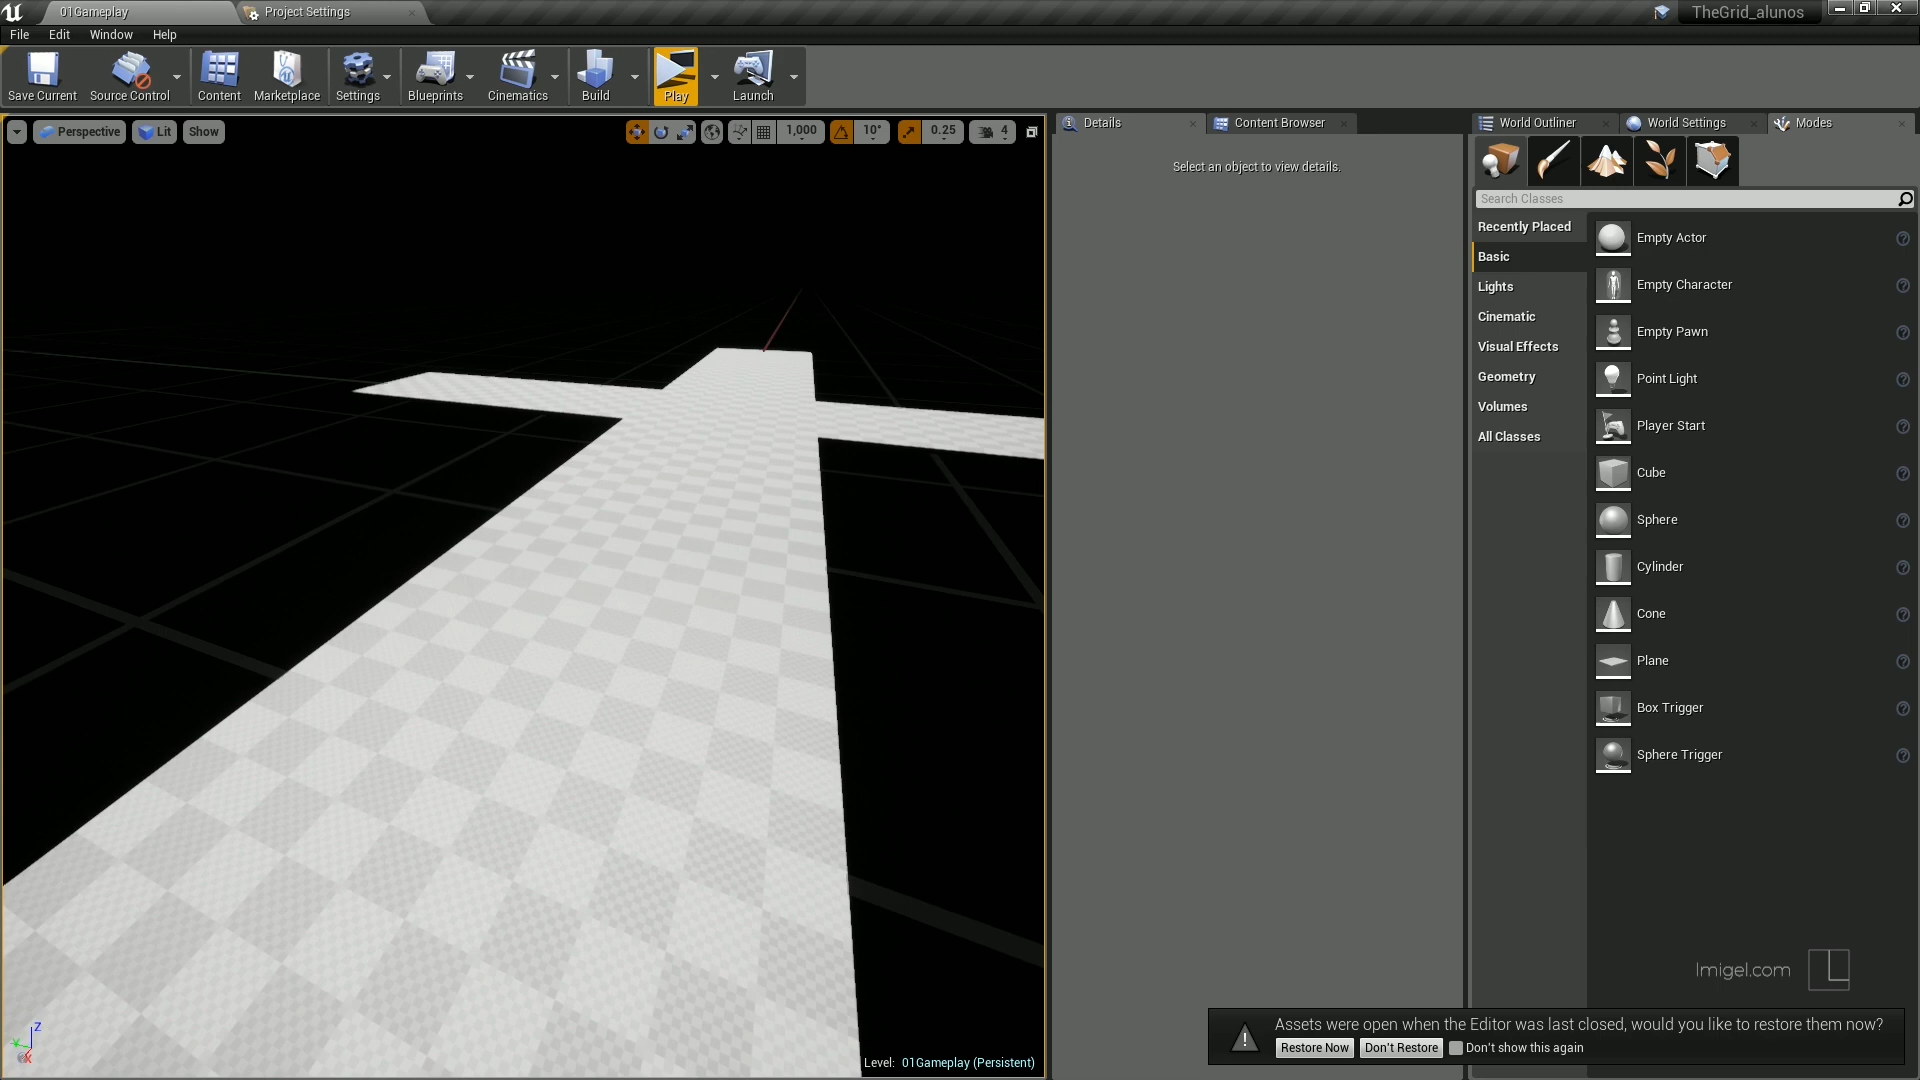 01Gameplay
Project Settings
TheGrid_alunos
File Edit Window Help
Save Current
Source Control
Content
Marketplace
Settings
Blueprints
Cinematics
Build
Play
Launch
Perspective
Lit
Show
1,000
10°
0.25
4
Details
Content Browser
World Outliner
World Settings
Modes
Select an object to view details.
Search Classes
Recently Placed
Basic
Lights
Cinematic
Visual Effects
Geometry
Volumes
All Classes
Empty Actor
Empty Character
Empty Pawn
Point Light
Player Start
Cube
Sphere
Cylinder
Cone
Plane
Box Trigger
Sphere Trigger
Z
Y
X
Level: 01Gameplay (Persistent)
lmigel.com
Assets were open when the Editor was last closed, would you like to restore them now?
Restore Now
Don't Restore
Don't show this again